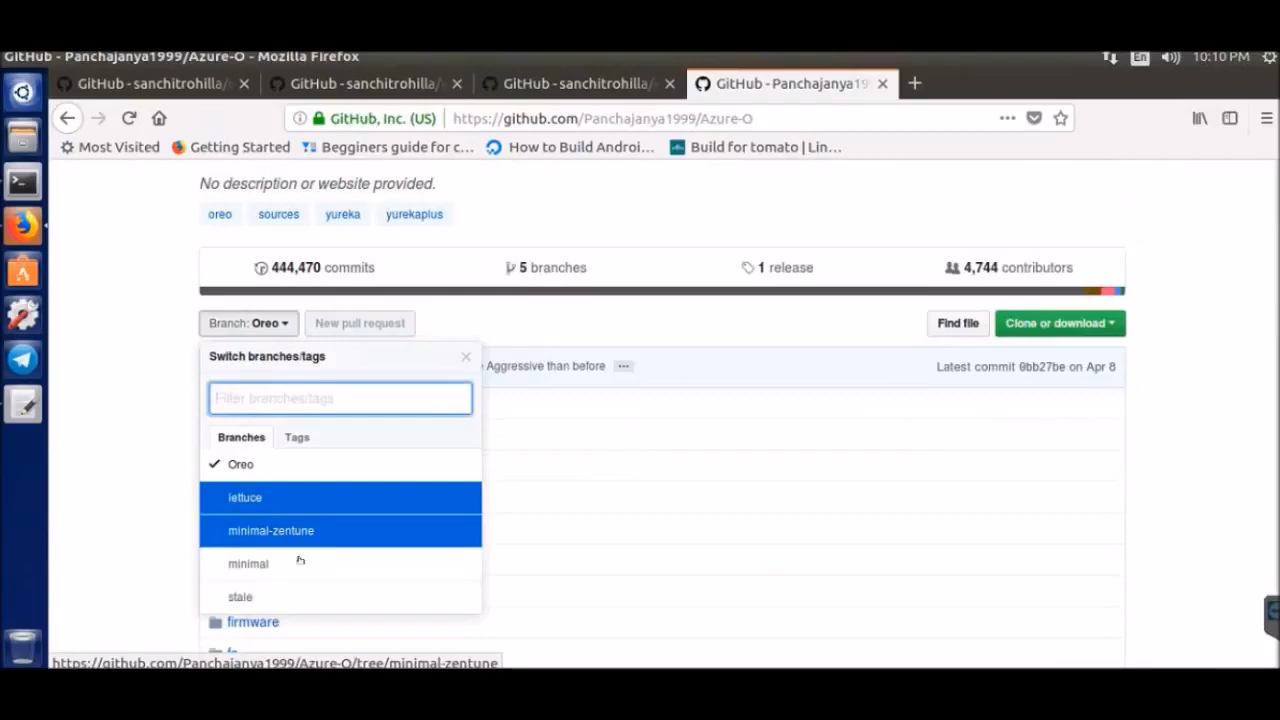 GitHub - Panchajanya1999/Azure-O - Mozilla Firefox
En
10:10 PM
GitHub - sanchitrohilla/
GitHub - sanchitrohilla/
GitHub - sanchitrohilla/
GitHub - Panchajanya19
GitHub, Inc. (US)
https://github.com/Panchajanya1999/Azure-O
Most Visited
Getting Started
Begginers guide for c...
How to Build Androi...
Build for tomato | Lin...
No description or website provided.
oreo
sources
yureka
yurekaplus
444,470 commits
5 branches
1 release
4,744 contributors
Branch: Oreo
New pull request
Find file
Clone or download
Switch branches/tags
Aggressive than before
Latest commit 0bb27be on Apr 8
Filter branches/tags
Branches
Tags
Oreo
lettuce
minimal-zentune
minimal
stale
firmware
https://github.com/Panchajanya1999/Azure-O/tree/minimal-zentune